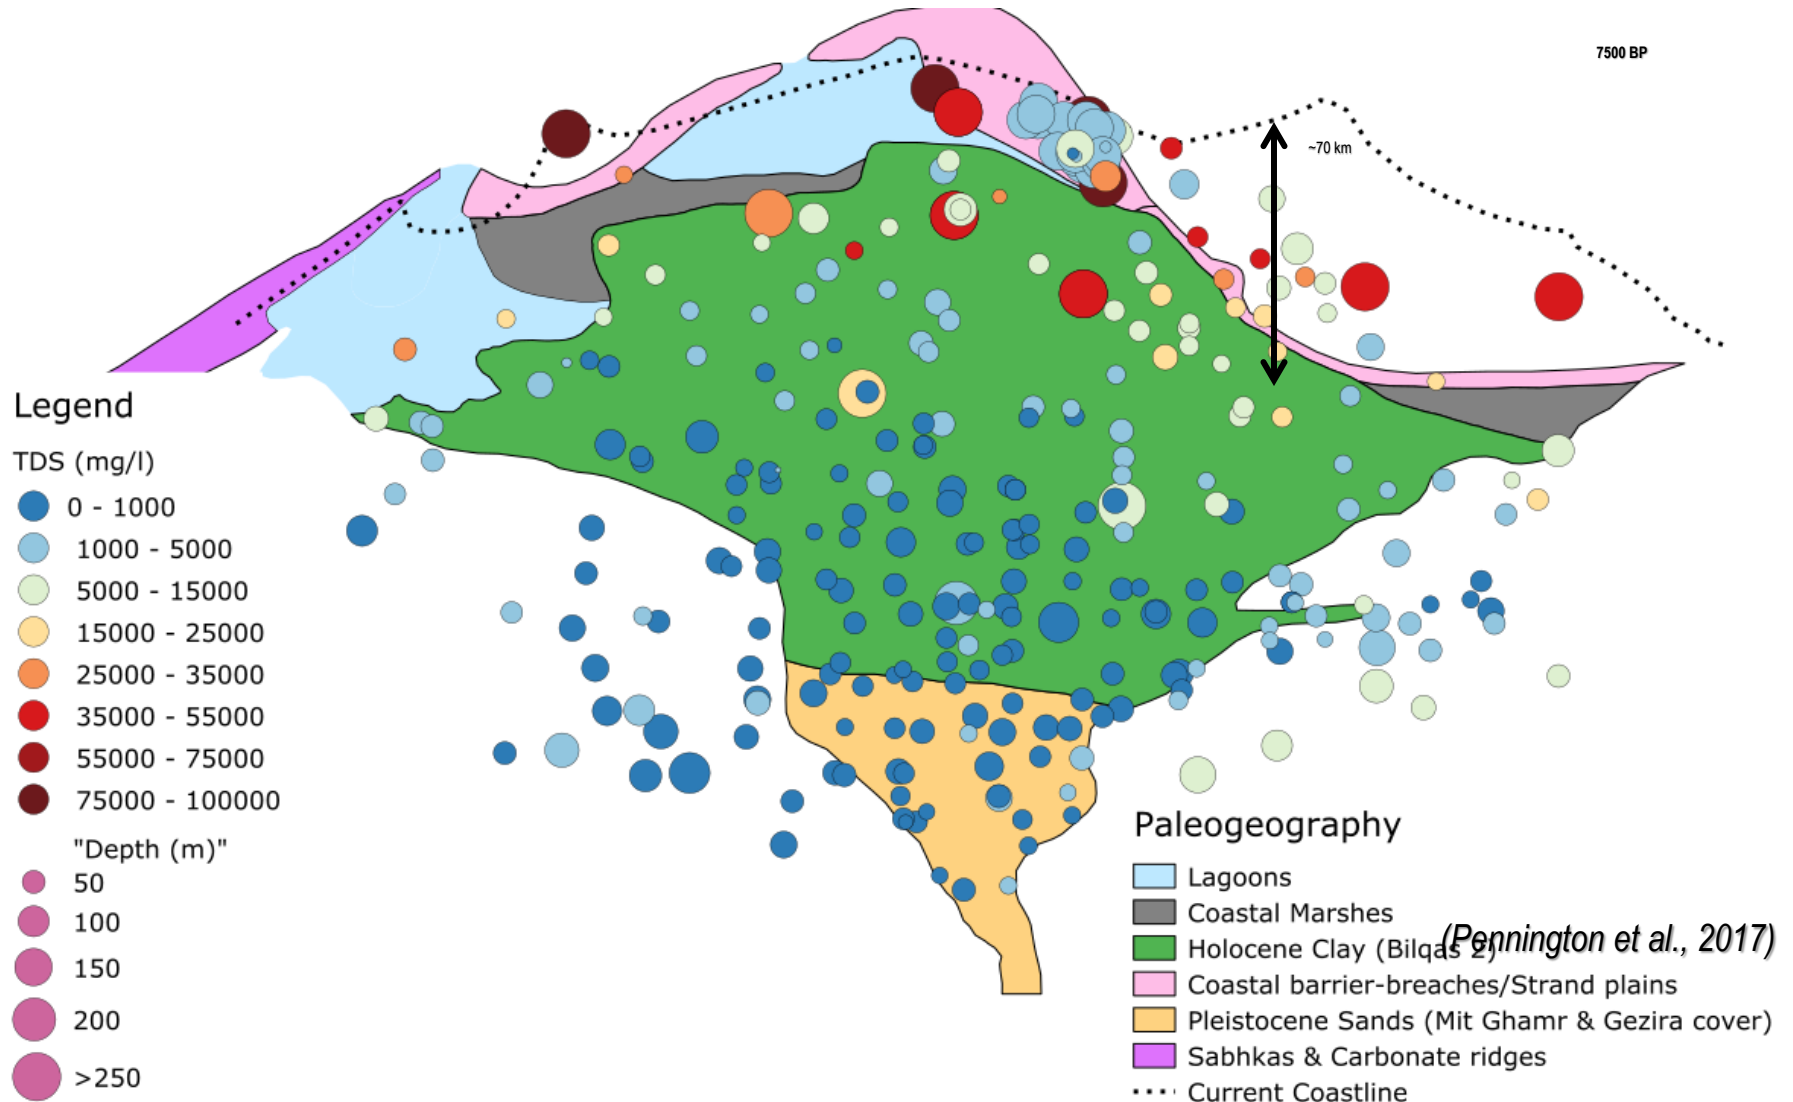 7500 BP
~70 km
Legend
TDS (mg/l)
0 - 1000
1000 - 5000
5000 - 15000
15000 - 25000
25000 - 35000
35000 - 55000
55000 - 75000
75000 - 100000
"Depth (m)"
50
100
150
200
>250
Paleogeography
Lagoons
Coastal Marshes
Holocene Clay (Bilqas 2)
(Pennington et al., 2017)
Coastal barrier-breaches/Strand plains
Pleistocene Sands (Mit Ghamr & Gezira cover)
Sabhkas & Carbonate ridges
Current Coastline